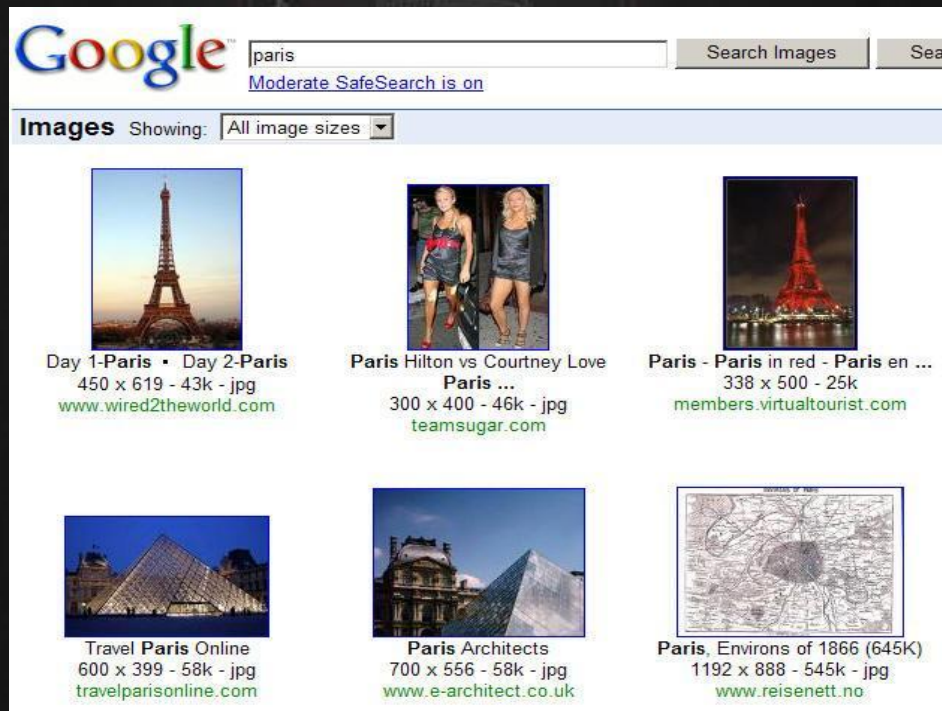 Google™
paris
Search Images
Sea
Moderate SafeSearch is on
Images Showing: All image sizes
Day 1-Paris ▪ Day 2-Paris
450 x 619 - 43k - jpg
www.wired2theworld.com
Paris Hilton vs Courtney Love
Paris ...
300 x 400 - 46k - jpg
teamsugar.com
Paris - Paris in red - Paris en ...
338 x 500 - 25k
members.virtualtourist.com
Travel Paris Online
600 x 399 - 58k - jpg
travelparisonline.com
Paris Architects
700 x 556 - 58k - jpg
www.e-architect.co.uk
Paris, Environs of 1866 (645K)
1192 x 888 - 545k - jpg
www.reisenett.no